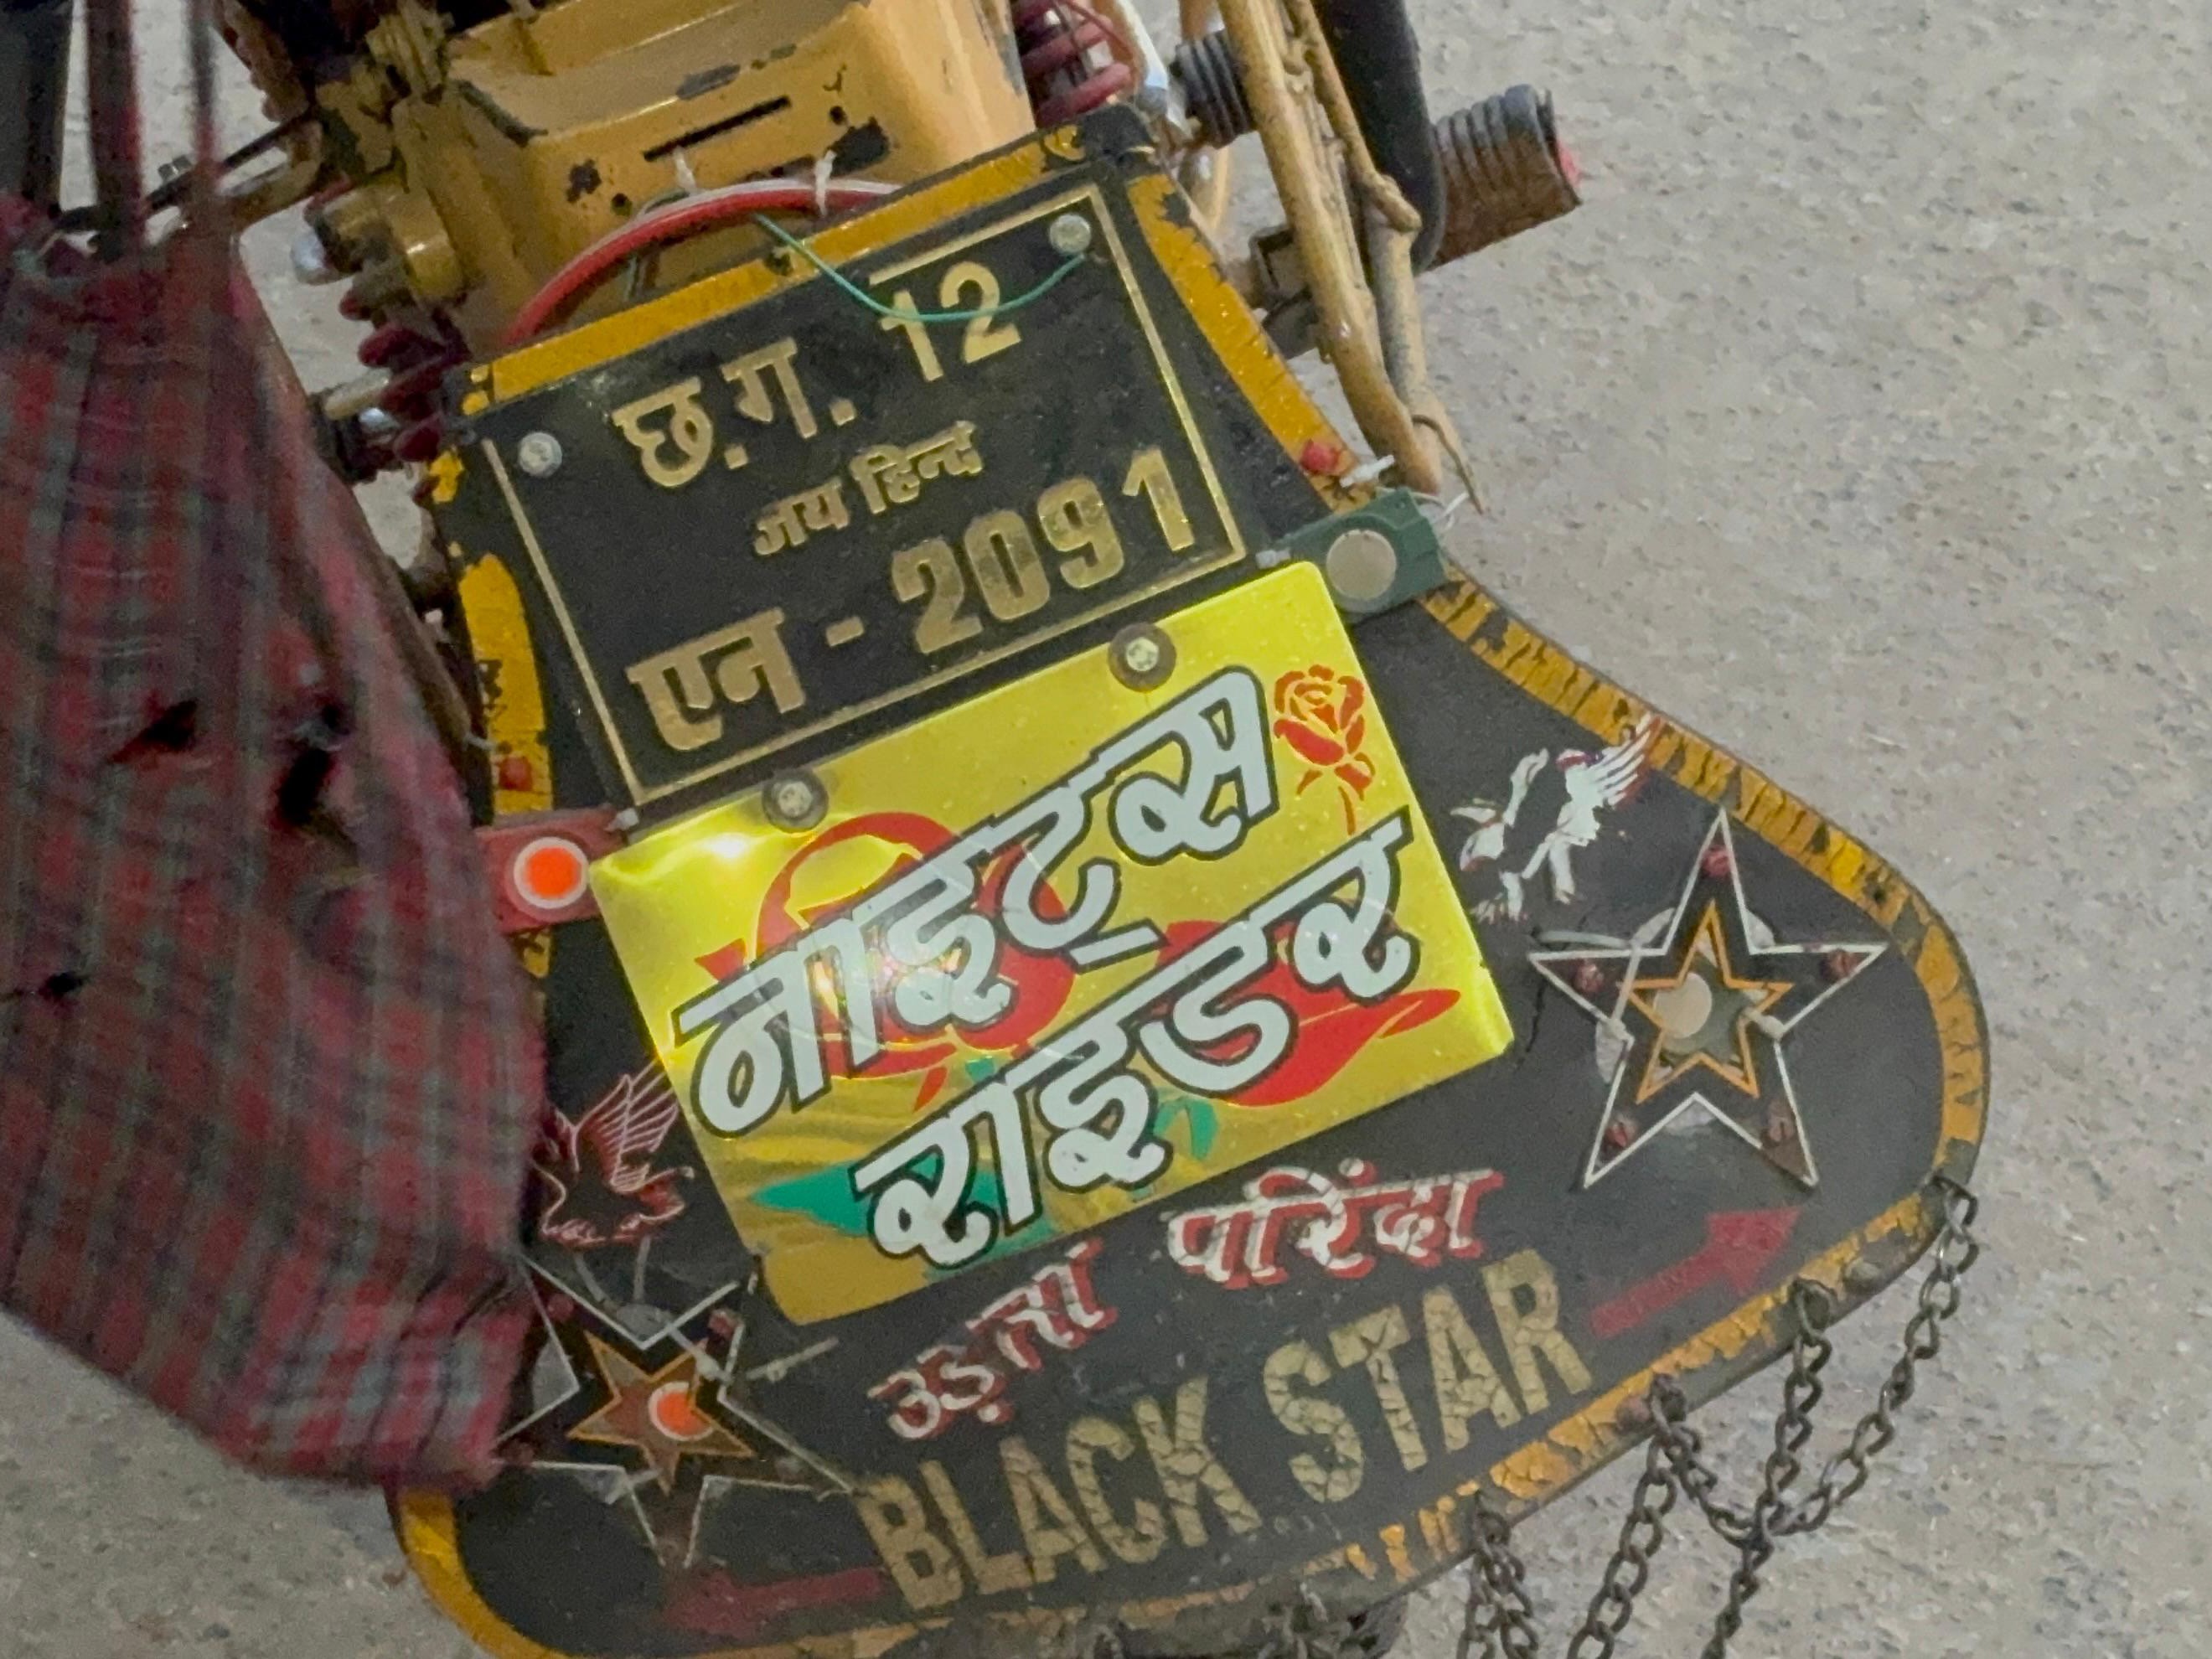 छ.ग. 12
जय हिन्द
एन - 2091
नाइट्स
राइडर
उड़ता परिंदा
BLACK STAR